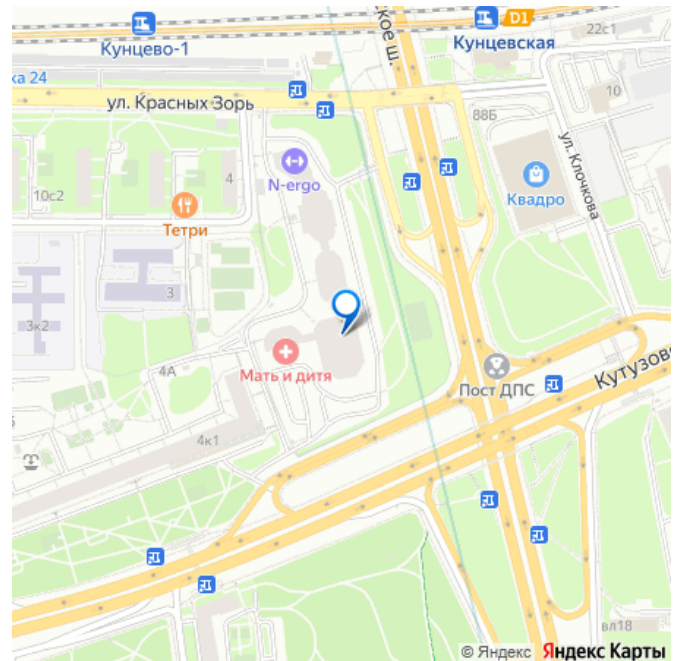 Кунцево-1
Кунцевская
D1
22с1
ка 24
ское ш.
ул. Красных Зорь
10
88Б
ул. Клочкова
4
N-ergo
Квадро
10с2
Тетри
3
3к2
Мать и дитя
4А
Пост ДПС
Кутузов
4к1
вл18
© Яндекс Яндекс Карты